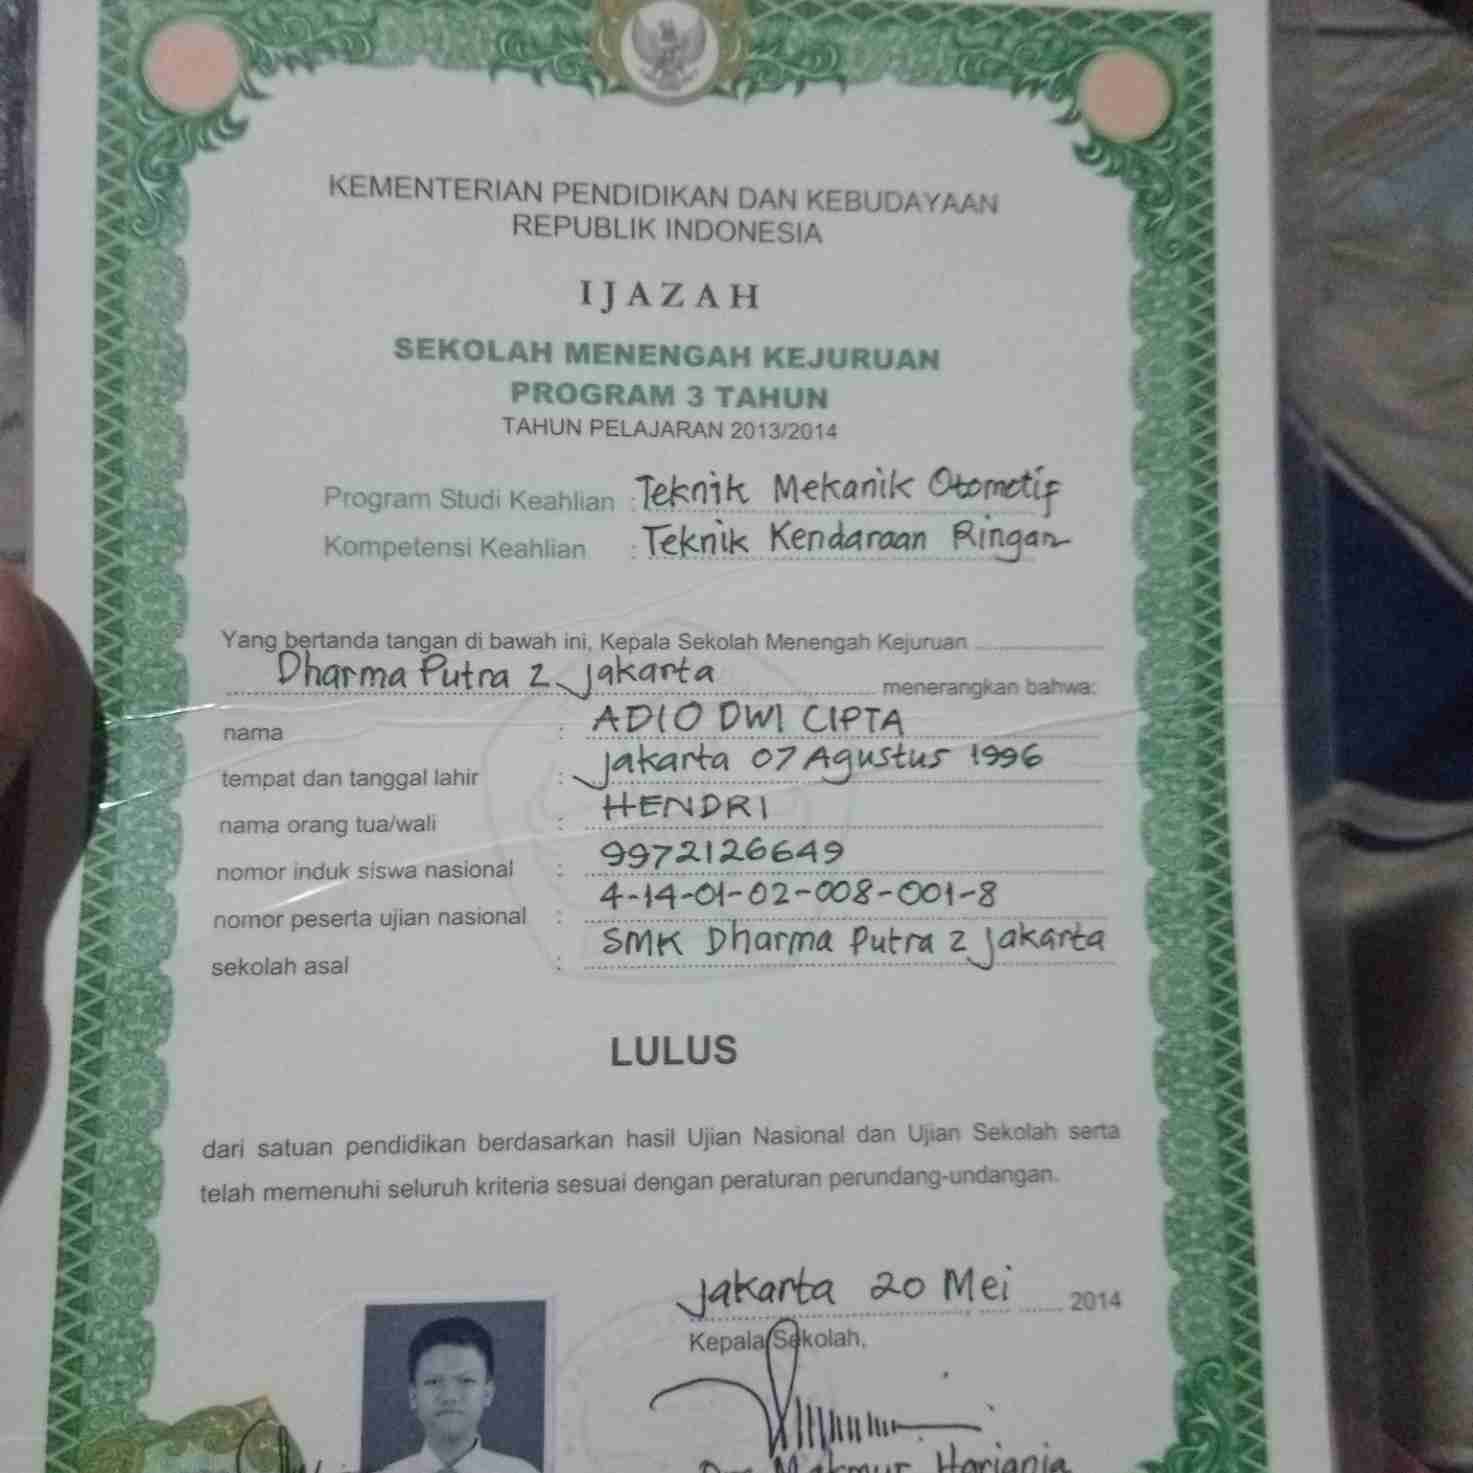 KEMENTERIAN PENDIDIKAN DAN KEBUDAYAAN
REPUBLIK INDONESIA
IJAZAH
SEKOLAH MENENGAH KEJURUAN
PROGRAM 3 TAHUN
TAHUN PELAJARAN 2013/2014
Program Studi Keahlian : Teknik Mekanik Otometif
Kompetensi Keahlian : Teknik Kendaraan Ringan
Yang bertanda tangan di bawah ini, Kepala Sekolah Menengah Kejuruan
Dharma Putra 2 Jakarta menerangkan bahwa:
nama : ADIO DWI CIPTA
tempat dan tanggal lahir : Jakarta 07 Agustus 1996
nama orang tua/wali : HENDRI
nomor induk siswa nasional : 9972126649
nomor peserta ujian nasional : 4-14-01-02-008-001-8
sekolah asal : SMK Dharma Putra 2 Jakarta
LULUS
dari satuan pendidikan berdasarkan hasil Ujian Nasional dan Ujian Sekolah serta
telah memenuhi seluruh kriteria sesuai dengan peraturan perundang-undangan.
Jakarta 20 Mei 2014
Kepala Sekolah,
Drs Makmur Harianja